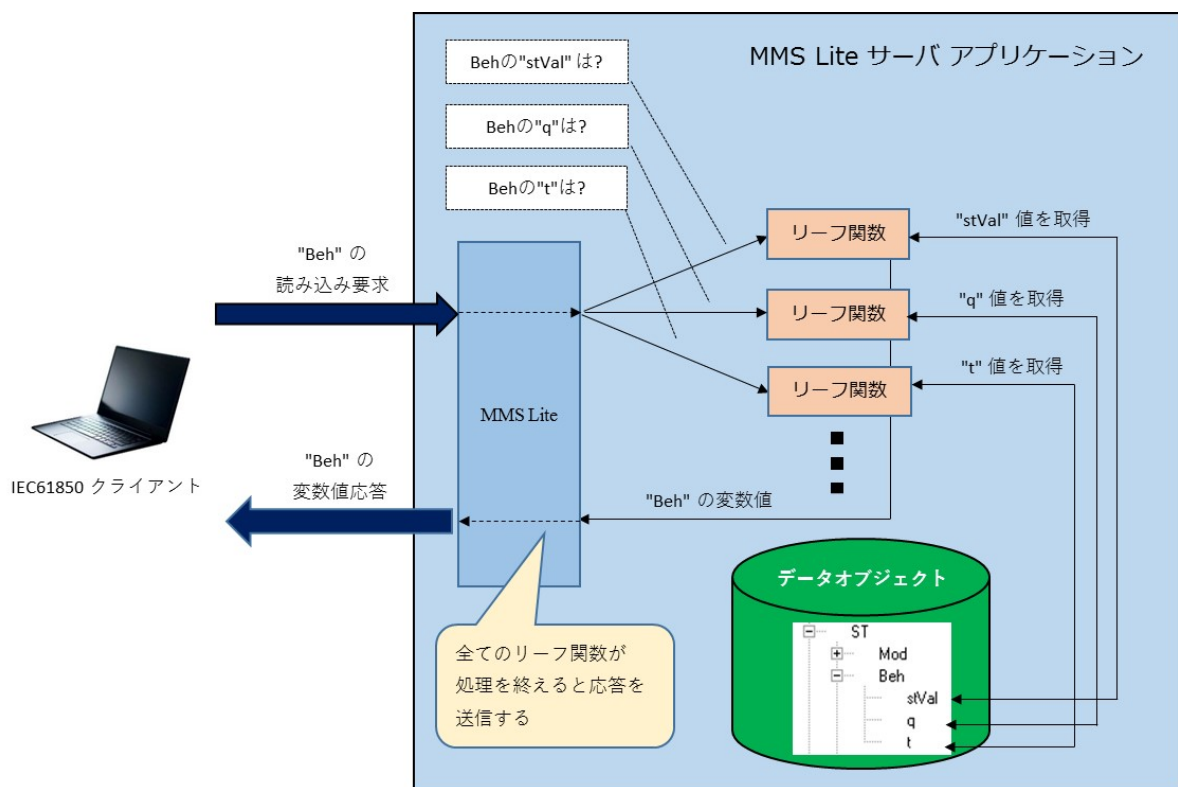 MMS Lite サーバ アプリケーション
Behの"stVal" は?
Behの"q"は?
Behの"t"は?
リーフ関数
"stVal" 値を取得
"Beh" の
読み込み要求
リーフ関数
"q" 値を取得
リーフ関数
"t" 値を取得
MMS Lite
IEC61850 クライアント
"Beh" の
変数値応答
"Beh" の変数値
データオブジェクト
全てのリーフ関数が
処理を終えると応答を
送信する
ST
Mod
Beh
stVal
q
t